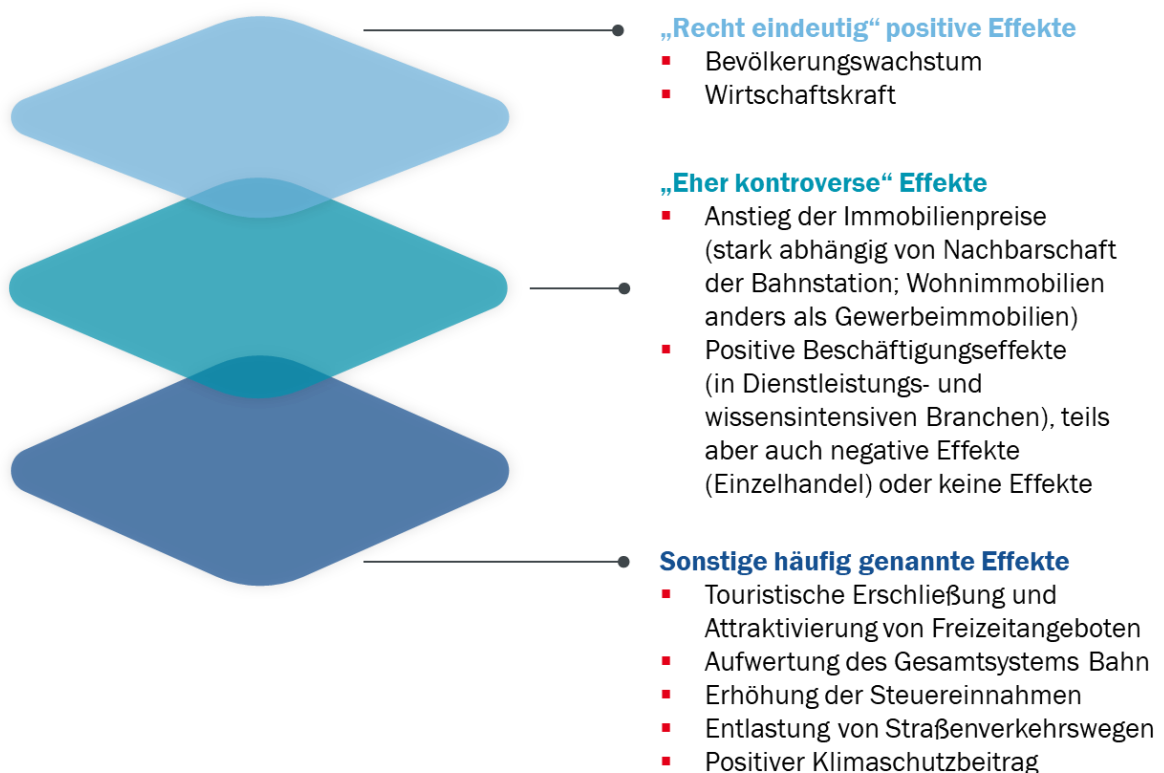 „Recht eindeutig“ positive Effekte
▪ Bevölkerungswachstum
▪ Wirtschaftskraft
„Eher kontroverse“ Effekte
▪ Anstieg der Immobilienpreise
(stark abhängig von Nachbarschaft
der Bahnstation; Wohnimmobilien
anders als Gewerbeimmobilien)
▪ Positive Beschäftigungseffekte
(in Dienstleistungs- und
wissensintensiven Branchen), teils
aber auch negative Effekte
(Einzelhandel) oder keine Effekte
Sonstige häufig genannte Effekte
▪ Touristische Erschließung und
Attraktivierung von Freizeitangeboten
▪ Aufwertung des Gesamtsystems Bahn
▪ Erhöhung der Steuereinnahmen
▪ Entlastung von Straßenverkehrswegen
▪ Positiver Klimaschutzbeitrag